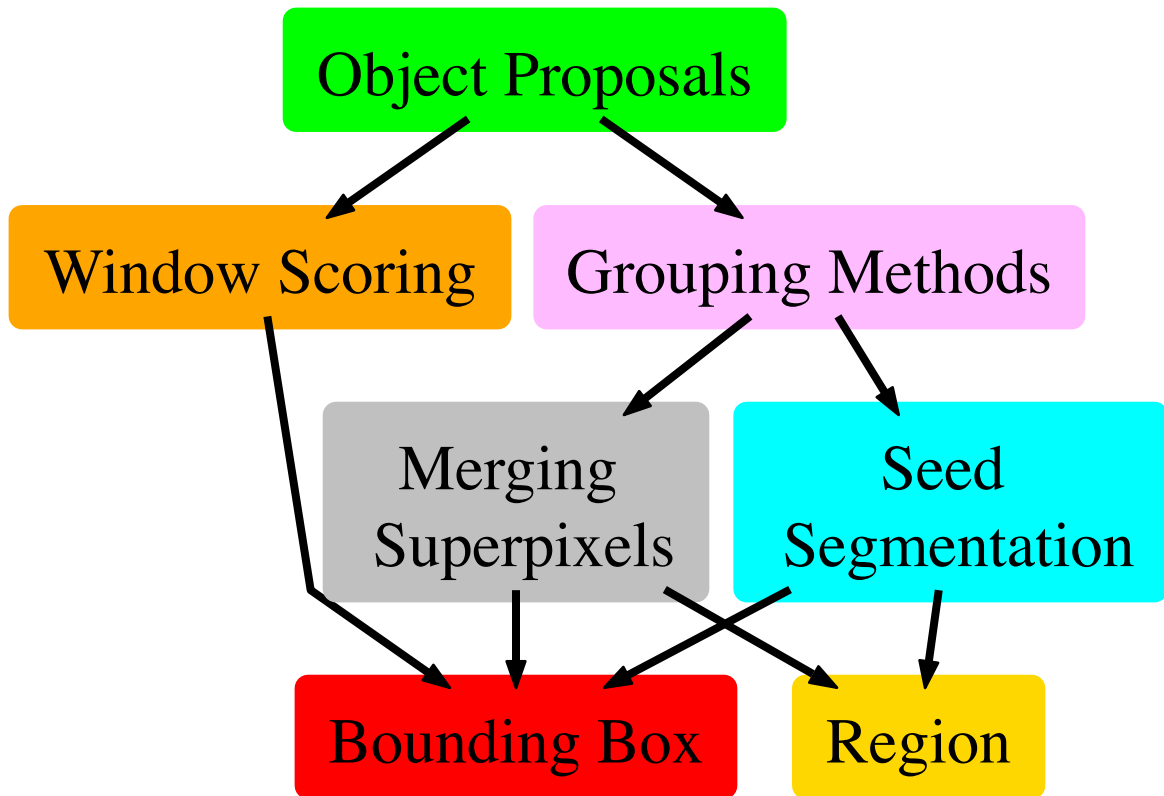 Object Proposals
Window Scoring
Grouping Methods
Merging
Superpixels
Seed
Segmentation
Bounding Box
Region